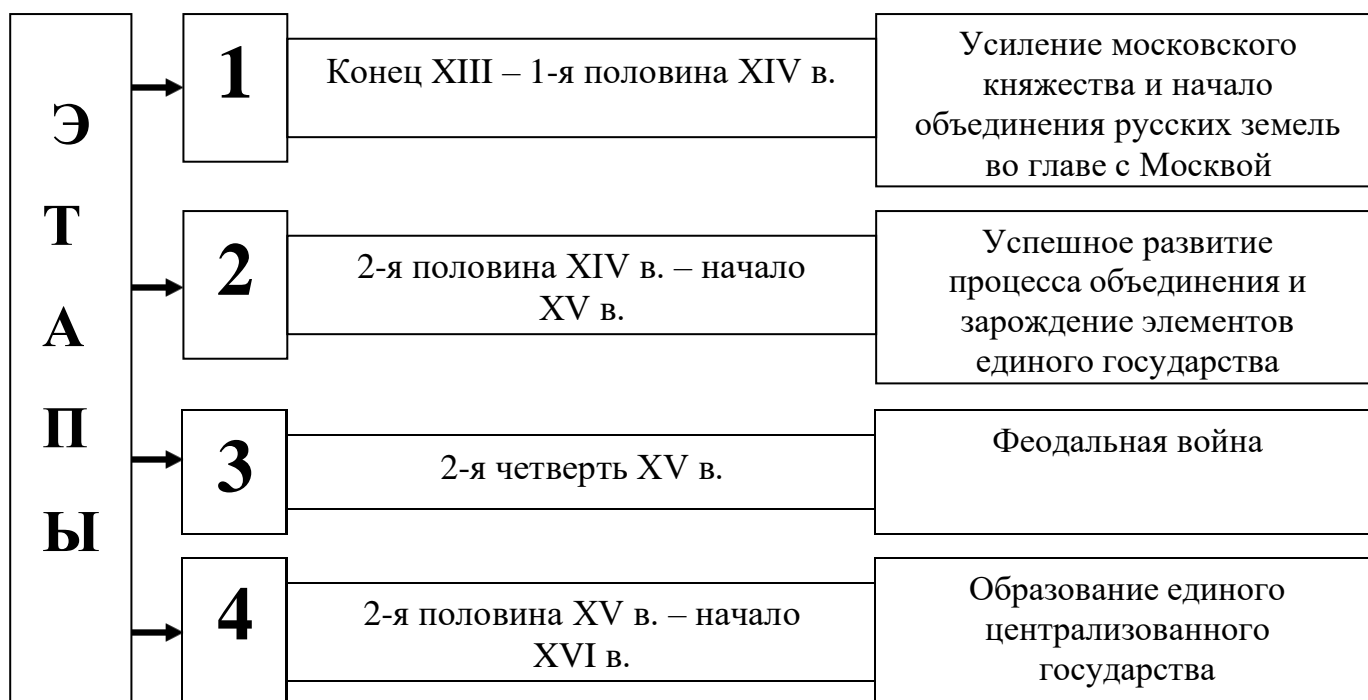 ЭТАПЫ
1
Конец XIII – 1-я половина XIV в.
Усиление московского
княжества и начало
объединения русских земель
во главе с Москвой
2
2-я половина XIV в. – начало
XV в.
Успешное развитие
процесса объединения и
зарождение элементов
единого государства
3
2-я четверть XV в.
Феодальная война
4
2-я половина XV в. – начало
XVI в.
Образование единого
централизованного
государства